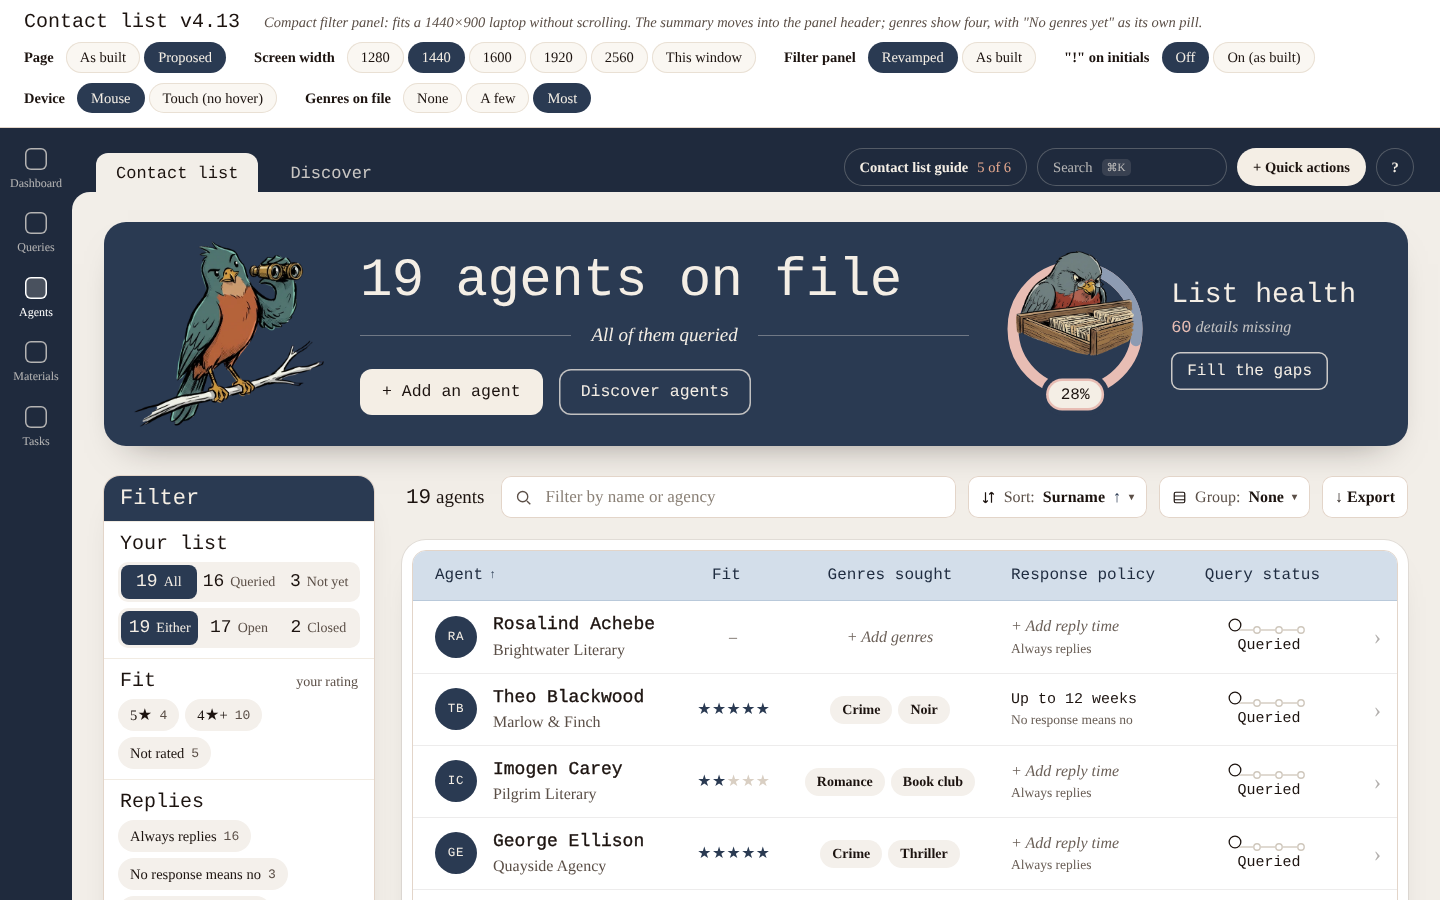 Contact list v4.13 Compact filter panel: fits a 1440×900 laptop without scrolling. The summary moves into the panel header; genres show four, with "No genres yet" as its own pill.
Page As built Proposed Screen width 1280 1440 1600 1920 2560 This window Filter panel Revamped As built "!" on initials Off On (as built)
Device Mouse Touch (no hover) Genres on file None A few Most
Dashboard
Queries
Agents
Materials
Tasks
Contact list Discover Contact list guide 5 of 6 Search ⌘K + Quick actions ?
19 agents on file
All of them queried
+ Add an agent Discover agents
28%
List health
60 details missing
Fill the gaps
Filter
Your list
19 All 16 Queried 3 Not yet
19 Either 17 Open 2 Closed
Fit your rating
5★ 4 4★+ 10
Not rated 5
Replies
Always replies 16
No response means no 3
19 agents Filter by name or agency Sort: Surname ↑ ▾ Group: None ▾ ↓ Export
Agent ↑ Fit Genres sought Response policy Query status
RA Rosalind Achebe – + Add genres + Add reply time Queried ›
Brightwater Literary Always replies
TB Theo Blackwood ★★★★★ Crime Noir Up to 12 weeks Queried ›
Marlow & Finch No response means no
IC Imogen Carey ★★★★★ Romance Book club + Add reply time Queried ›
Pilgrim Literary Always replies
GE George Ellison ★★★★★ Crime Thriller + Add reply time Queried ›
Quayside Agency Always replies